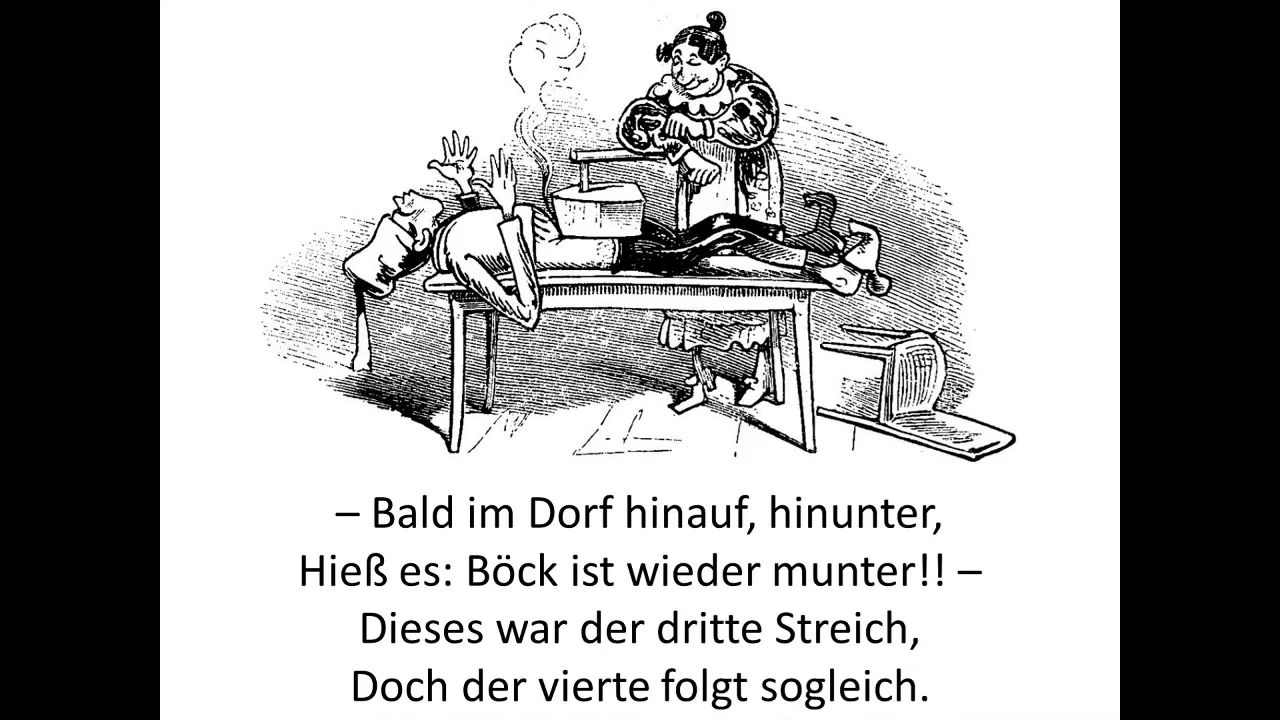 – Bald im Dorf hinauf, hinunter,
Hieß es: Böck ist wieder munter!! –
Dieses war der dritte Streich,
Doch der vierte folgt sogleich.